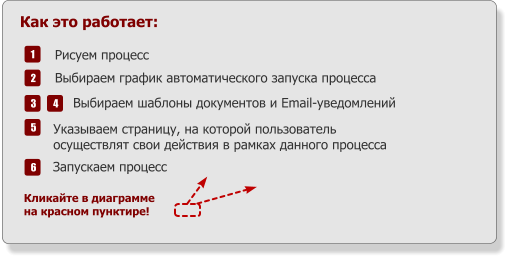 Как это работает:
1 Рисуем процесс
2 Выбираем график автоматического запуска процесса
3 4 Выбираем шаблоны документов и Email-уведомлений
5 Указываем страницу, на которой пользователь
осуществлят свои действия в рамках данного процесса
6 Запускаем процесс
Кликайте в диаграмме
на красном пунктире!